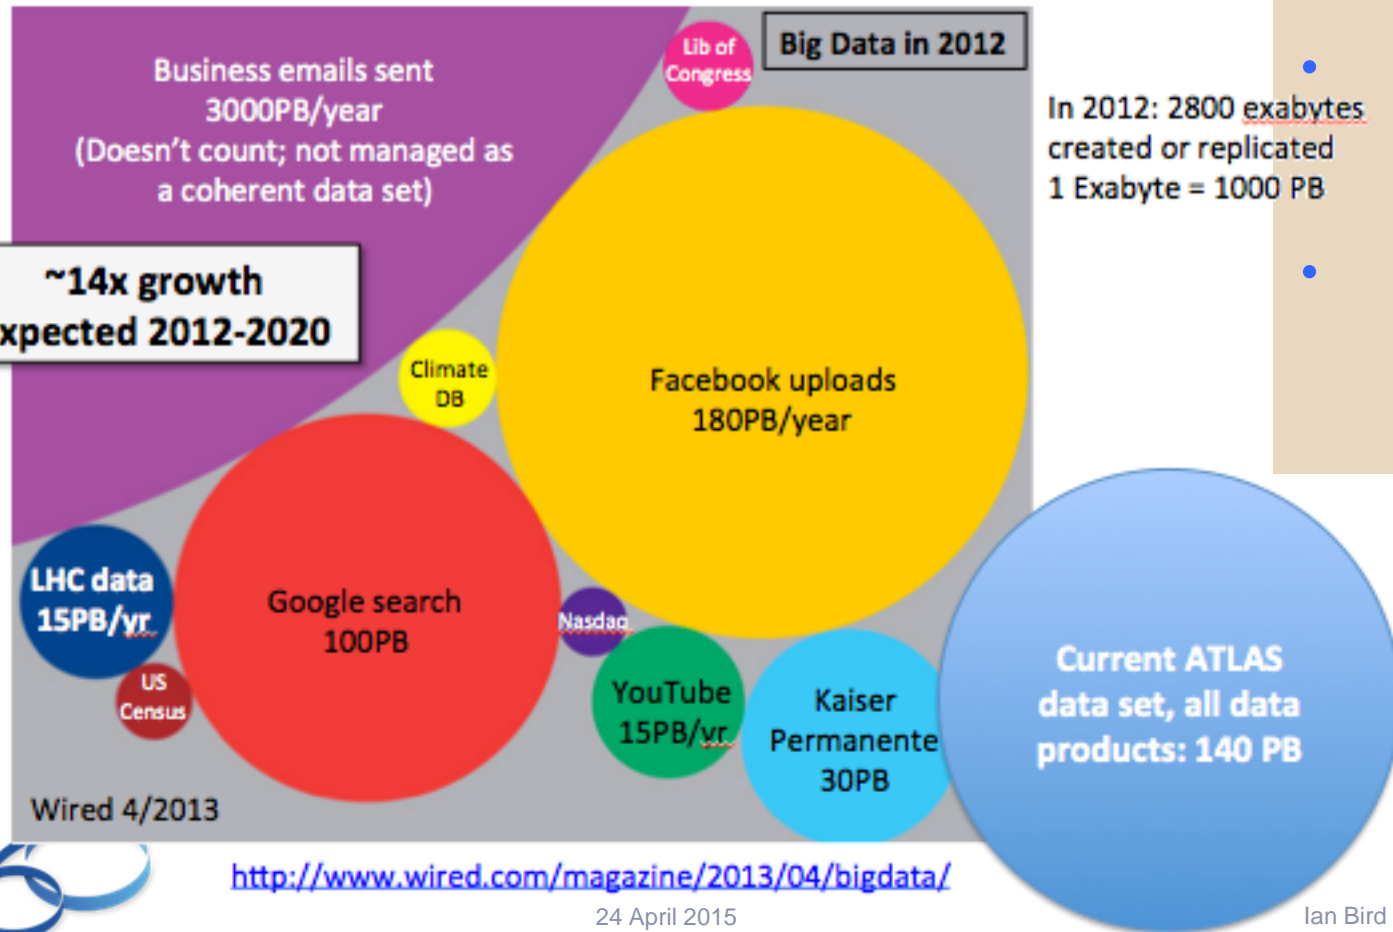 Big Data in 2012
Business emails sent
3000PB/year
(Doesn't count; not managed as
a coherent data set)
Lib of
Congress
In 2012: 2800 exabytes
created or replicated
1 Exabyte = 1000 PB
~14x growth
xpected 2012-2020
Climate
DB
Facebook uploads
180PB/year
LHC data
15PB/yr
Google search
100PB
Nasdaq
US
Census
YouTube
15PB/yr
Kaiser
Permanente
30PB
Current ATLAS
data set, all data
products: 140 PB
Wired 4/2013
http://www.wired.com/magazine/2013/04/bigdata/
24 April 2015
Ian Bird